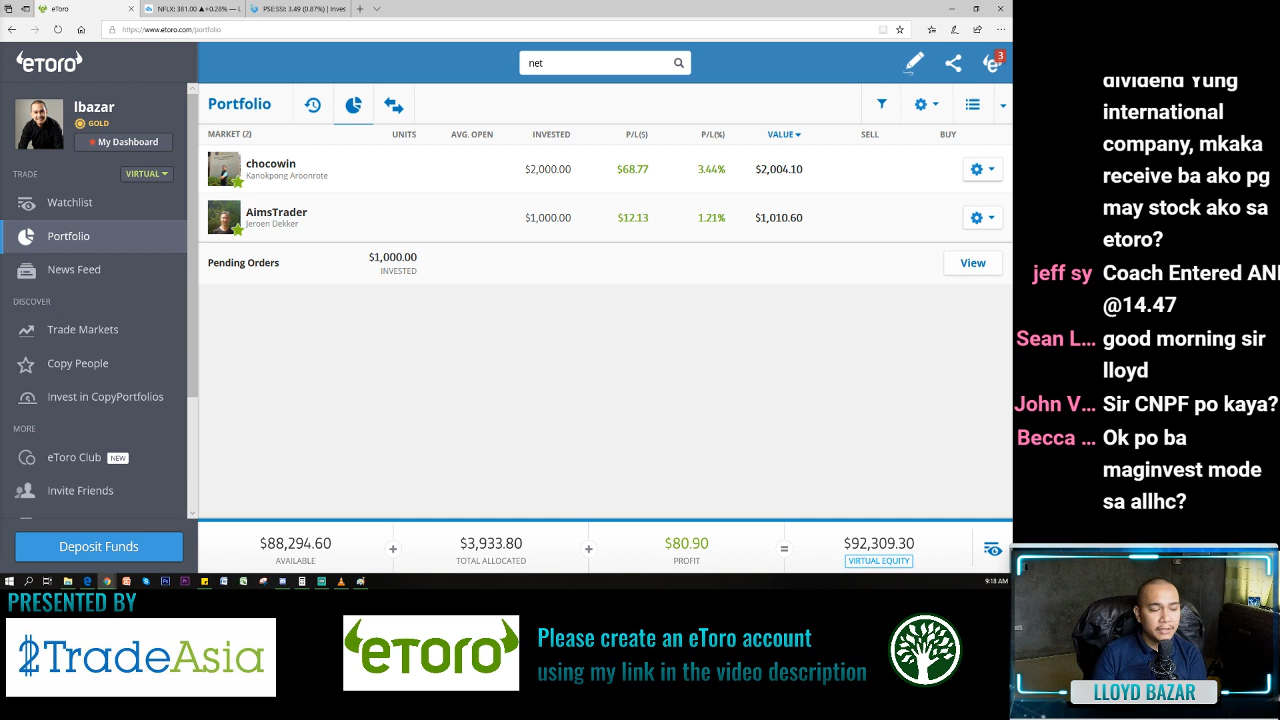 eToro
NFLX: 381.00 ▲+0.28% — L
PSE:SSI: 3.49 (0.87%) | Inves
https://www.etoro.com/portfolio
eToro
net
3
lbazar
GOLD
My Dashboard
TRADE
VIRTUAL
Watchlist
Portfolio
News Feed
DISCOVER
Trade Markets
Copy People
Invest in CopyPortfolios
MORE
eToro Club NEW
Invite Friends
Deposit Funds
Portfolio
MARKET (2) UNITS AVG. OPEN INVESTED P/L($) P/L(%) VALUE SELL BUY
chocowin
Kanokpong Aroonrote
$2,000.00 $68.77 3.44% $2,004.10
AimsTrader
Jeroen Dekker
$1,000.00 $12.13 1.21% $1,010.60
Pending Orders $1,000.00 View
INVESTED
$88,294.60 + $3,933.80 + $80.90 = $92,309.30
AVAILABLE TOTAL ALLOCATED PROFIT VIRTUAL EQUITY
9:18 AM
dividend Yung
international
company, mkaka
receive ba ako pg
may stock ako sa
etoro?
jeff sy Coach Entered ANI
@14.47
Sean L... good morning sir
lloyd
John V... Sir CNPF po kaya?
Becca ... Ok po ba
maginvest mode
sa allhc?
PRESENTED BY
2TradeAsia
eToro
Please create an eToro account
using my link in the video description
LLOYD BAZAR